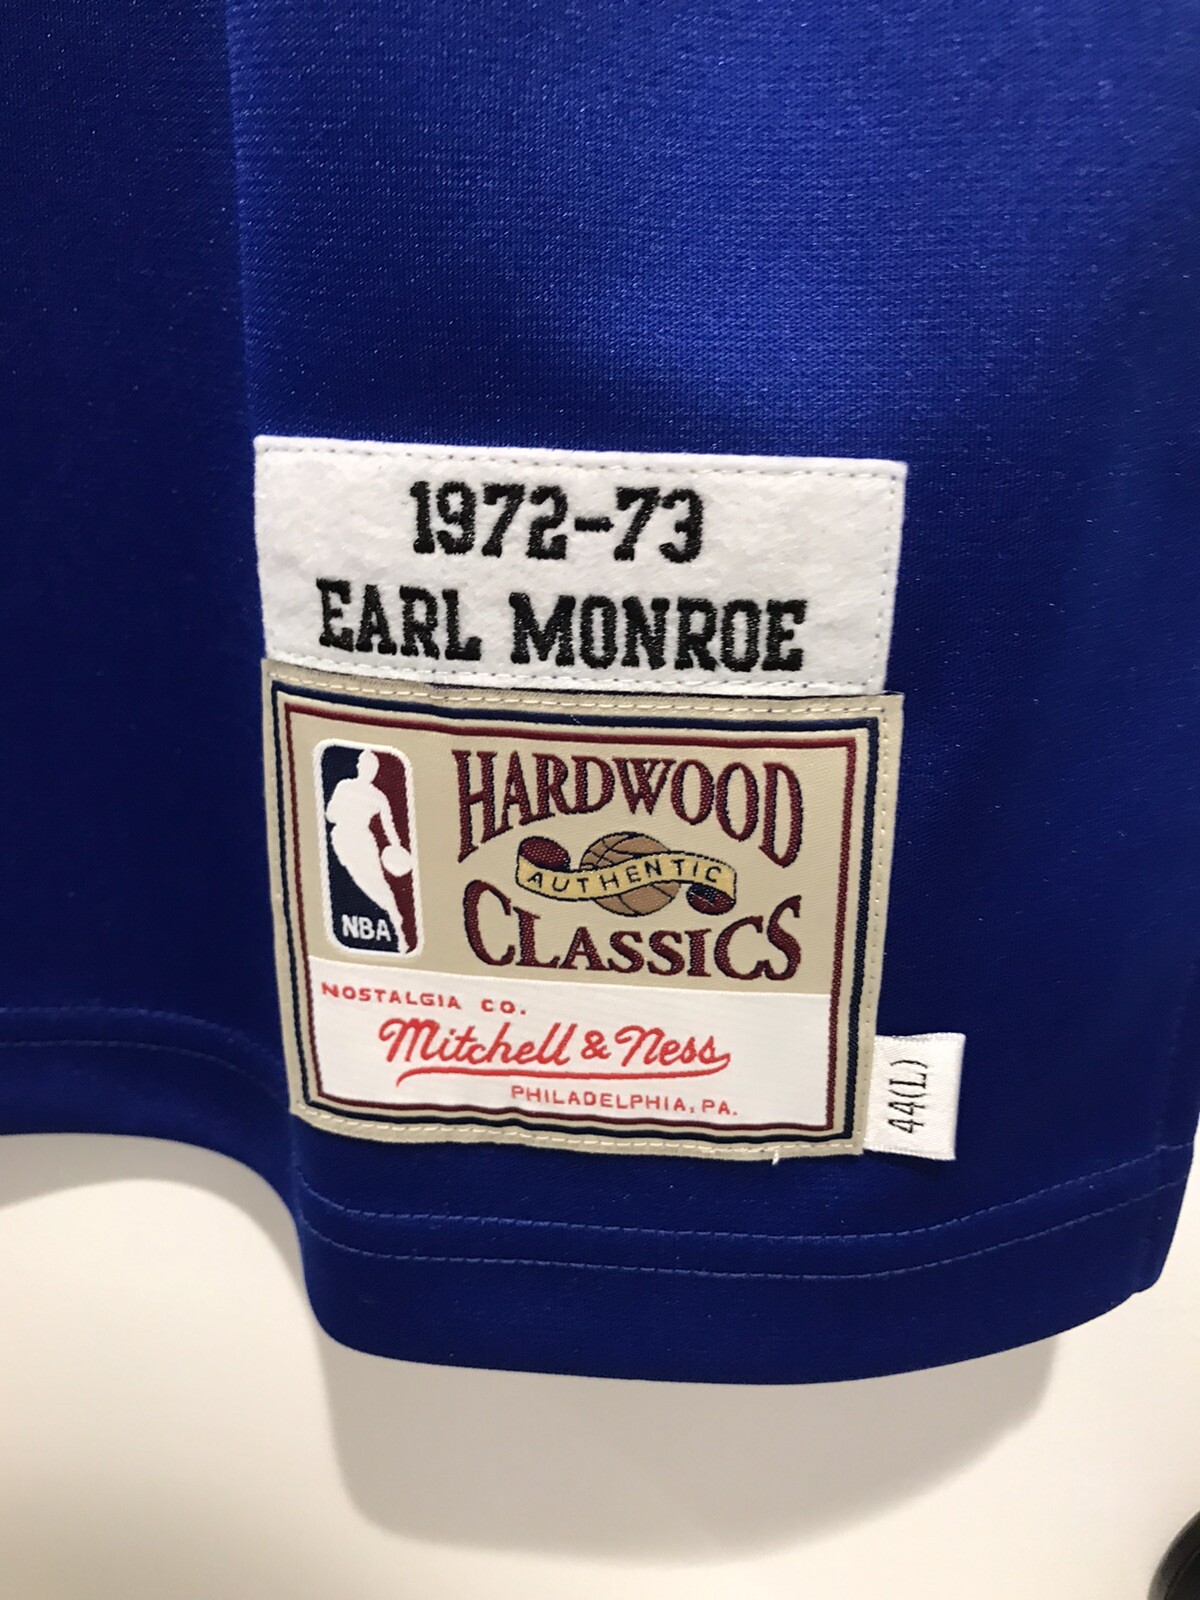 1972-73
EARL MONROE
HARDWOOD
AUTHENTIC
CLASSICS
NBA
NOSTALGIA CO.
Mitchell & Ness
PHILADELPHIA, PA.
44(L)